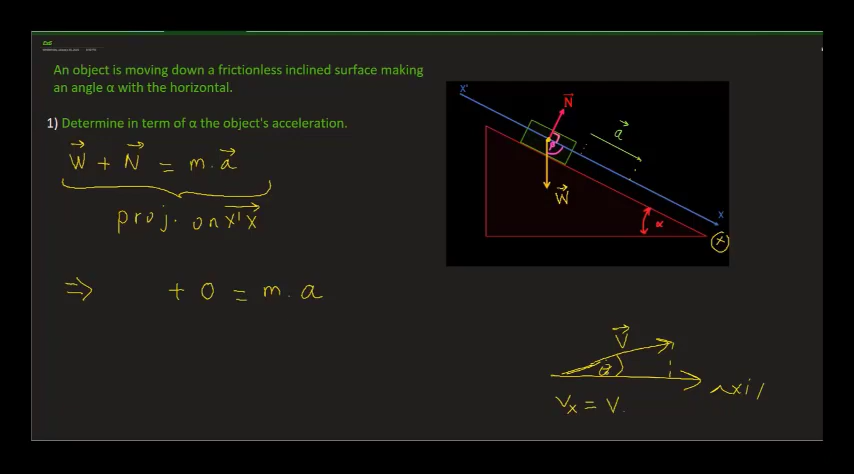 An object is moving down a frictionless inclined surface making
an angle α with the horizontal.
1) Determine in term of α the object's acceleration.
W + N = m.a
proj. on x'x
⇒ + 0 = m.a
X'
N
a
W
α
X
+
V
θ
axis
Vx = V.